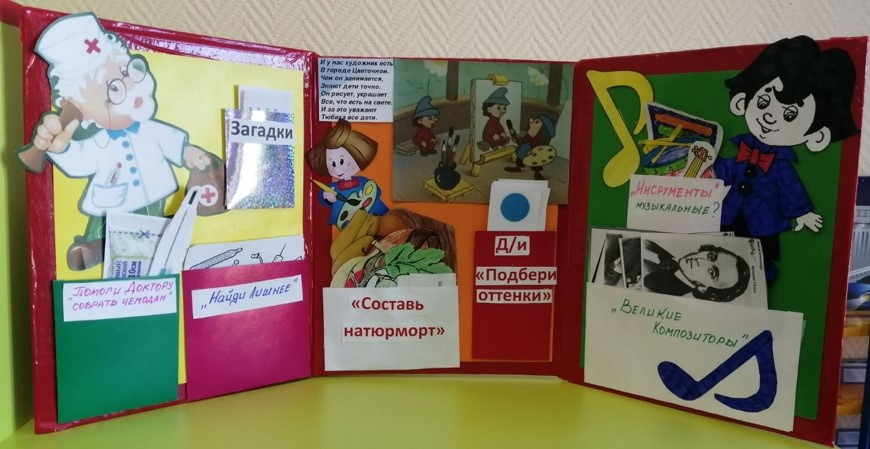 Загадки
„Помоги Доктору
собрать чемодан"
„Найди лишнее"
И у нас художник есть
В городе Цветочном.
Чем он занимается,
Знают дети точно.
Он рисует, украшает
Все, что есть на свете.
И за это уважают
Тюбика все дети.
«Составь
натюрморт»
Д/и
«Подбери
оттенки»
„Инсрументы"
музыкальные?
„Великие
Композиторы"